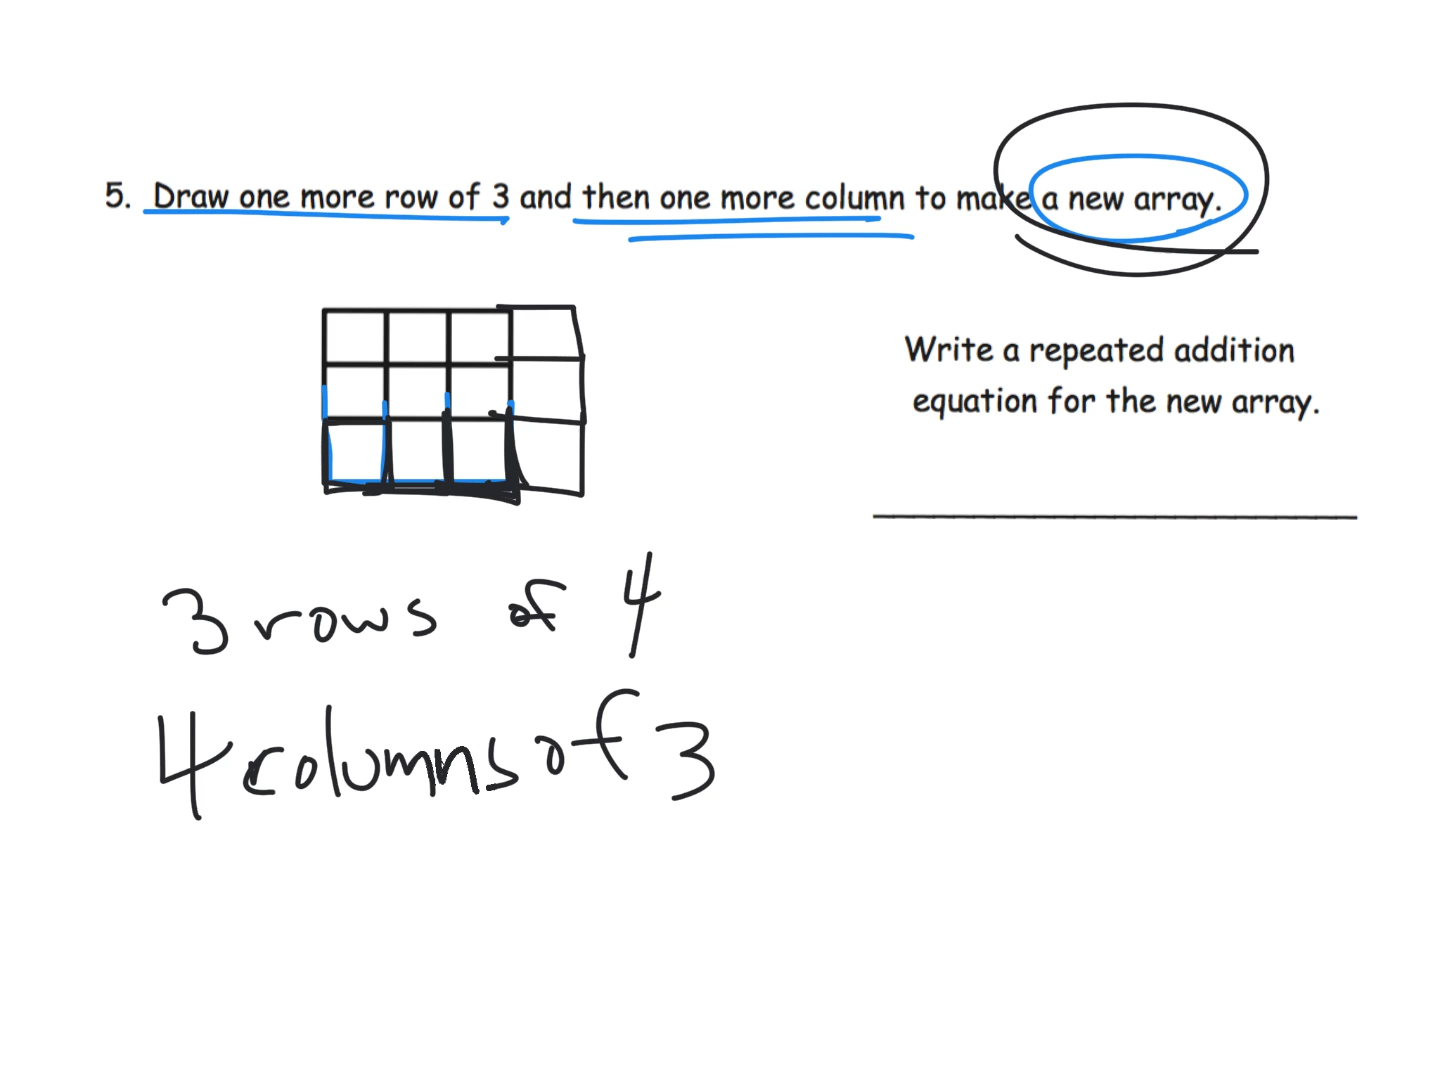 5. Draw one more row of 3 and then one more column to make a new array.
Write a repeated addition
equation for the new array.
3 rows of 4
4 columns of 3